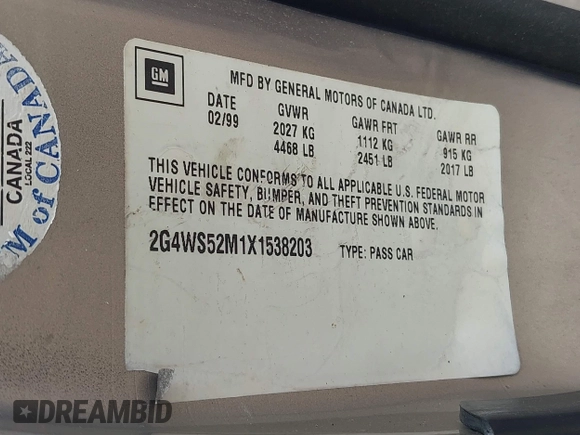 GM
MFD BY GENERAL MOTORS OF CANADA LTD.
DATE GVWR GAWR FRT GAWR RR
02/99 2027 KG 1112 KG 915 KG
4468 LB 2451 LB 2017 LB
THIS VEHICLE CONFORMS TO ALL APPLICABLE U.S. FEDERAL MOTOR
VEHICLE SAFETY, BUMPER, AND THEFT PREVENTION STANDARDS IN
EFFECT ON THE DATE OF MANUFACTURE SHOWN ABOVE.
2G4WS52M1X1538203 TYPE: PASS CAR
CANADA
LOCAL 222
M of CANADA
DREAMBID